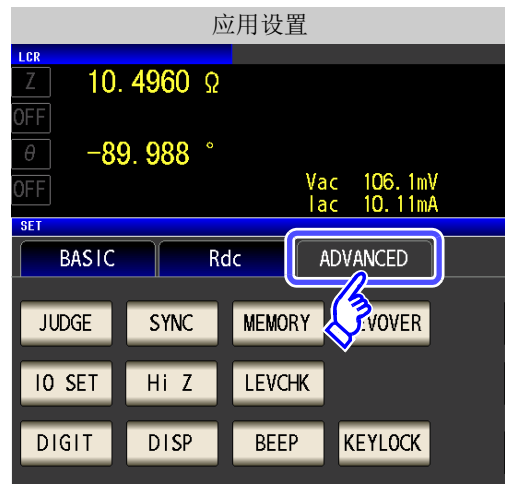 应用设置
LCR
Z 10.4960 Ω
OFF
θ -89.988 °
OFF
Vac 106.1mV
Iac 10.11mA
SET
BASIC Rdc ADVANCED
JUDGE SYNC MEMORY VOVER
IO SET Hi Z LEVCHK
DIGIT DISP BEEP KEYLOCK